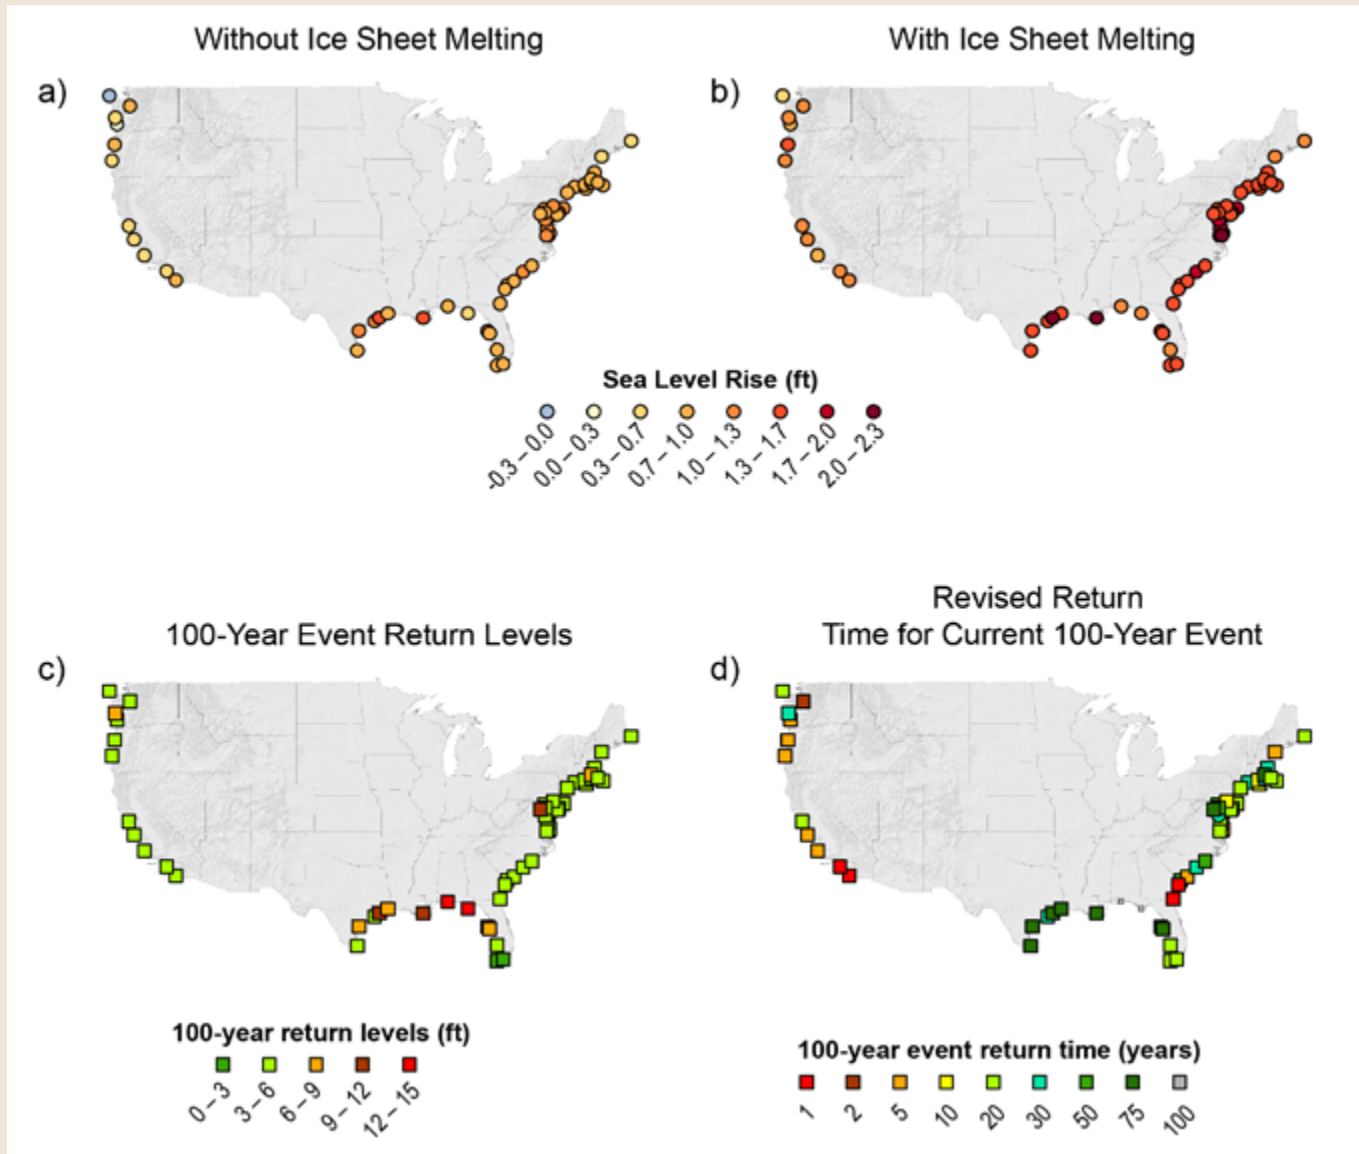 Without Ice Sheet Melting
With Ice Sheet Melting
a)
b)
Sea Level Rise (ft)
-0.3 – 0.0
0.0 – 0.3
0.3 – 0.7
0.7 – 1.0
1.0 – 1.3
1.3 – 1.7
1.7 – 2.0
2.0 – 2.3
100-Year Event Return Levels
Revised Return
Time for Current 100-Year Event
c)
d)
100-year return levels (ft)
0 – 3
3 – 6
6 – 9
9 – 12
12 – 15
100-year event return time (years)
1
2
5
10
20
30
50
75
100